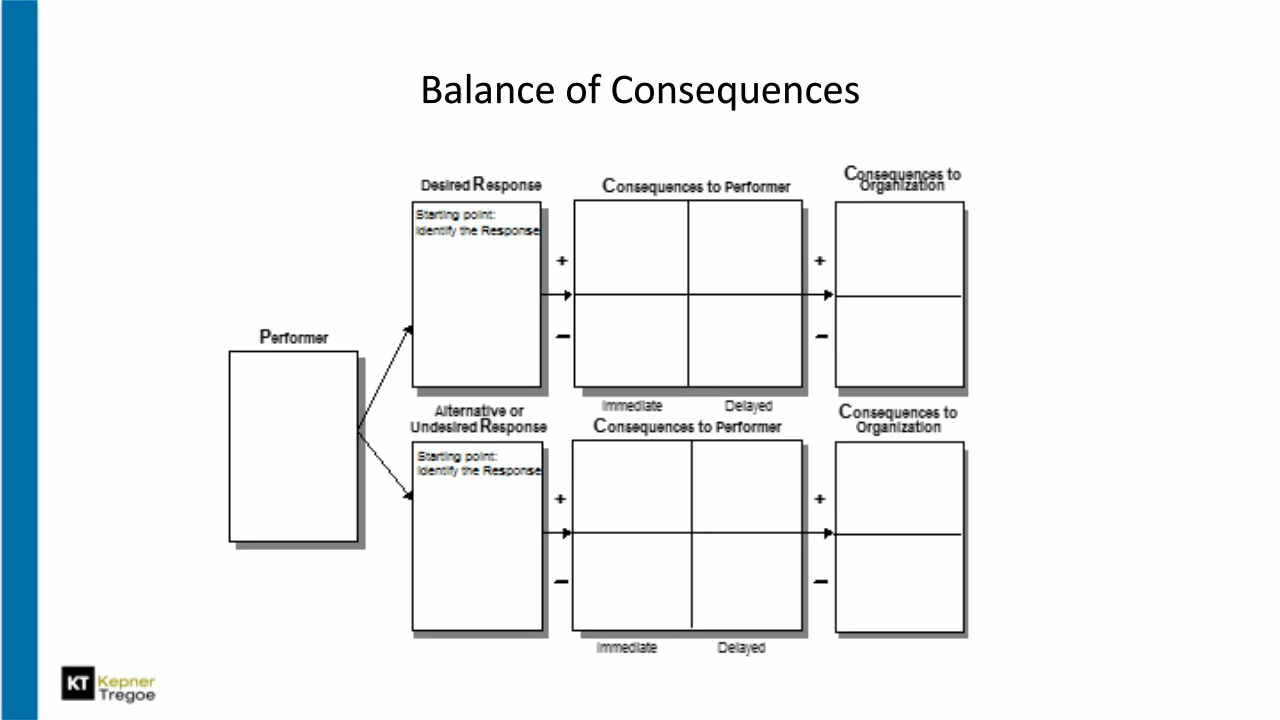 Balance of Consequences
Desired Response
Consequences to Performer
Consequences to
Organization
Starting point:
Identify the Response
+
+
–
–
Performer
Immediate
Delayed
Alternative or
Undesired Response
Consequences to Performer
Consequences to
Organization
Starting point:
Identify the Response
+
+
–
–
Immediate
Delayed
KT Kepner
Tregoe